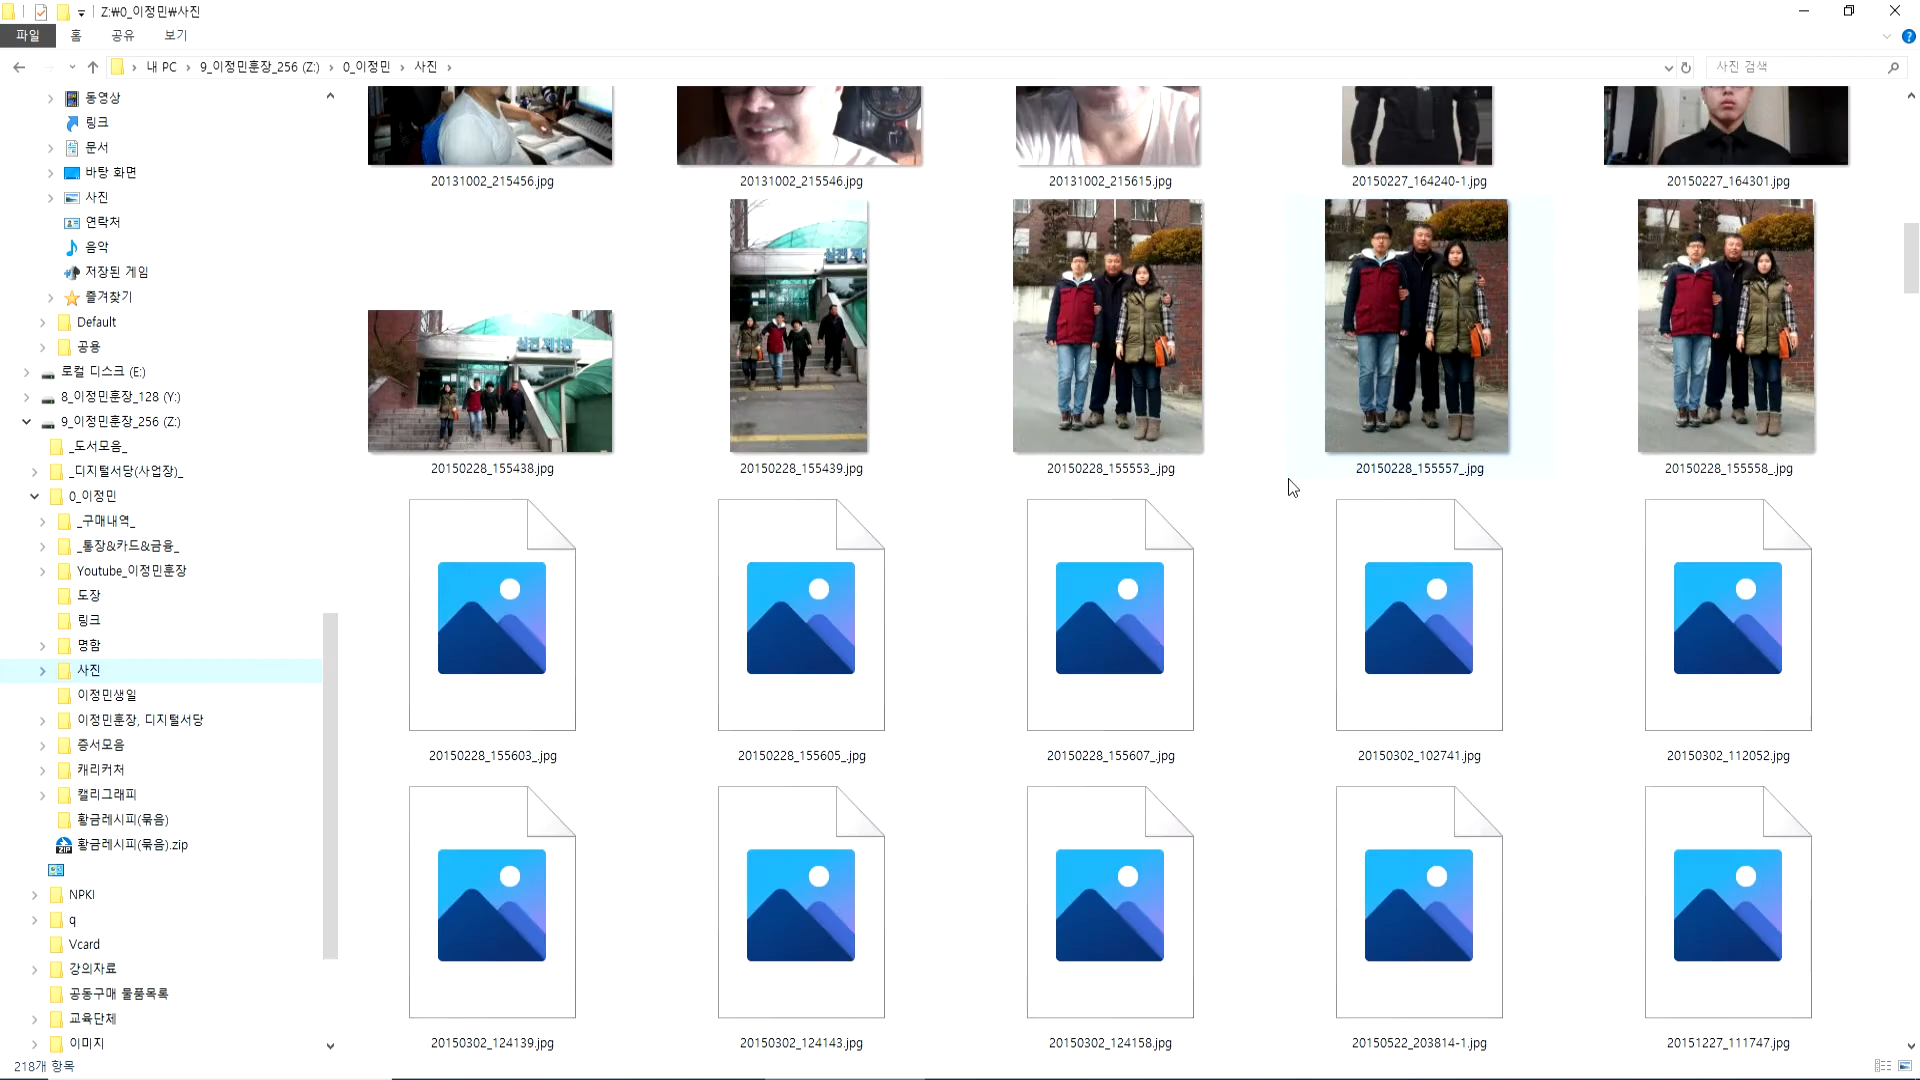 Z:\0_이정민\사진
파일 홈 공유 보기
내 PC › 9_이정민훈장_256 (Z:) › 0_이정민 › 사진 ›
사진 검색
동영상
링크
문서
바탕 화면
사진
연락처
음악
저장된 게임
즐겨찾기
Default
공용
로컬 디스크 (E:)
8_이정민훈장_128 (Y:)
9_이정민훈장_256 (Z:)
_도서모음_
_디지털서당(사업장)_
0_이정민
_구매내역_
_통장&카드&금융_
Youtube_이정민훈장
도장
링크
명함
사진
이정민생일
이정민훈장, 디지털서당
증서모음
캐리커처
캘리그래피
황금레시피(묶음)
황금레시피(묶음).zip
NPKI
q
Vcard
강의자료
공동구매 물품목록
교육단체
이미지
218개 항목
20131002_215456.jpg
20131002_215546.jpg
20131002_215615.jpg
20150227_164240-1.jpg
20150227_164301.jpg
20150228_155438.jpg
20150228_155439.jpg
20150228_155553_.jpg
20150228_155557_.jpg
20150228_155558_.jpg
20150228_155603_.jpg
20150228_155605_.jpg
20150228_155607_.jpg
20150302_102741.jpg
20150302_112052.jpg
20150302_124139.jpg
20150302_124143.jpg
20150302_124158.jpg
20150522_203814-1.jpg
20151227_111747.jpg